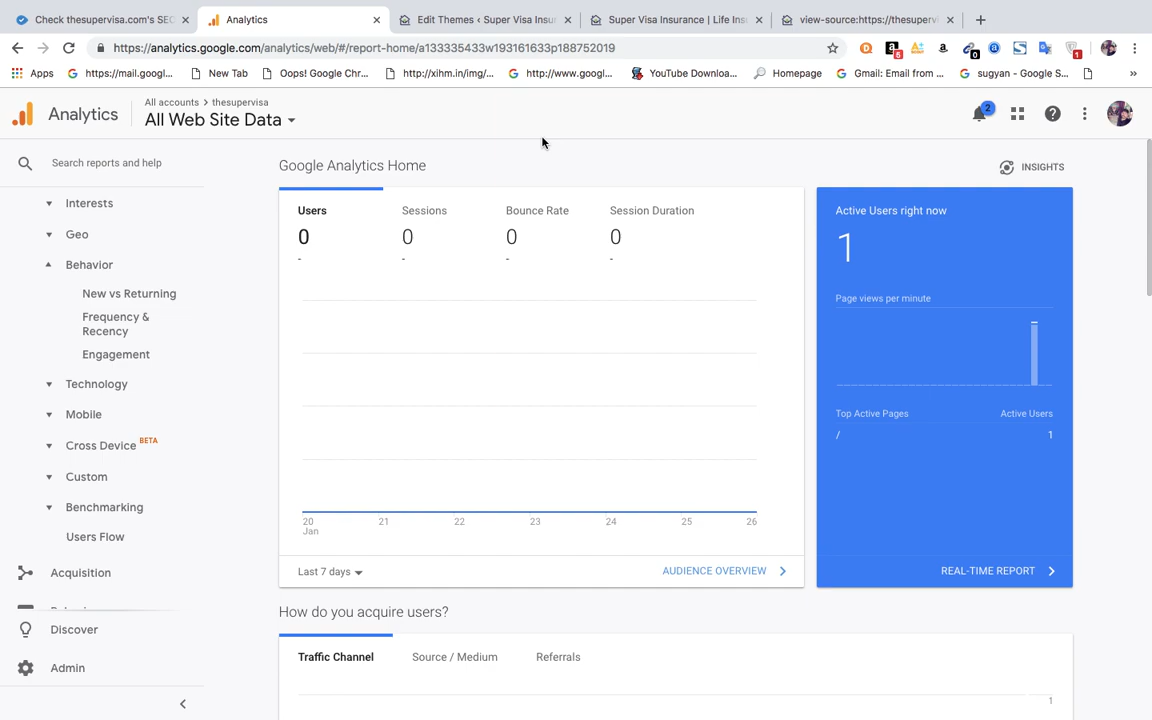 Check thesupervisa.com's SEO
Analytics
Edit Themes ‹ Super Visa Insur
Super Visa Insurance | Life Ins
view-source:https://thesuperv
https://analytics.google.com/analytics/web/#/report-home/a133335433w193161633p188752019
Apps
https://mail.googl...
New Tab
Oops! Google Chr...
http://xihm.in/img/...
http://www.googl...
YouTube Downloa...
Homepage
Gmail: Email from ...
sugyan - Google S...
»
Analytics
All accounts > thesupervisa
All Web Site Data
2
Search reports and help
Google Analytics Home
INSIGHTS
Interests
Geo
Behavior
New vs Returning
Frequency &
Recency
Engagement
Technology
Mobile
Cross Device BETA
Custom
Benchmarking
Users Flow
Acquisition
Discover
Admin
Users
0
-
Sessions
0
-
Bounce Rate
0
-
Session Duration
0
-
20
Jan
21
22
23
24
25
26
Last 7 days
AUDIENCE OVERVIEW
Active Users right now
1
Page views per minute
Top Active Pages
Active Users
/
1
REAL-TIME REPORT
How do you acquire users?
Traffic Channel
Source / Medium
Referrals
1